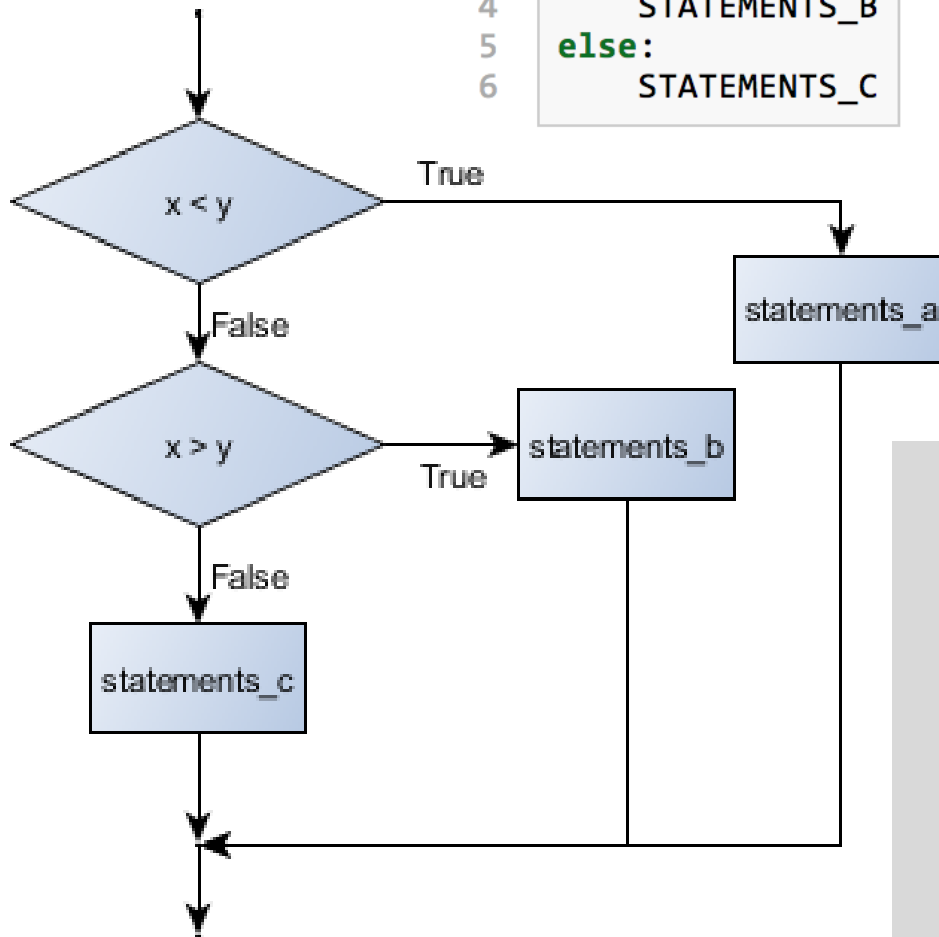 4 STATEMENTS_B
5 else:
6 STATEMENTS_C
True
x < y
statements_a
False
x > y
statements_b
True
False
statements_c